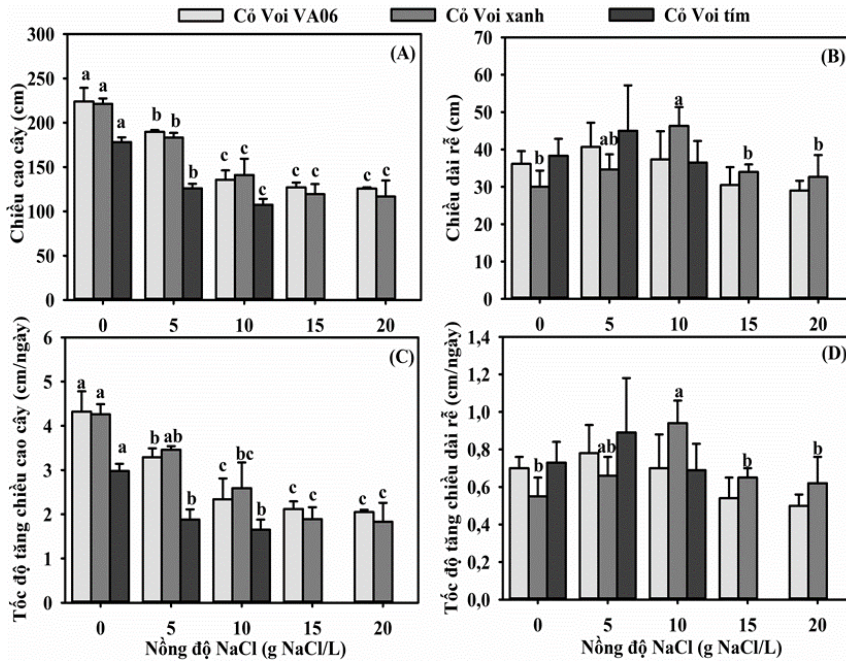 Cỏ Voi VA06 Cỏ Voi xanh Cỏ Voi tím
(A)
Chiều cao cây (cm)
300
250
200
150
100
50
0
a a a
b b b
c c c
c c
c c
0 5 10 15 20
(B)
Chiều dài rễ (cm)
70
60
50
40
30
20
10
0
b ab a b b
0 5 10 15 20
(C)
Tốc độ tăng chiều cao cây (cm/ngày)
6
5
4
3
2
1
0
a a a
b ab b
c bc b
c c
c c
0 5 10 15 20
Nồng độ NaCl (g NaCl/L)
(D)
Tốc độ tăng chiều dài rễ (cm/ngày)
1,4
1,2
1,0
0,8
0,6
0,4
0,2
0,0
b ab a b b
0 5 10 15 20
Nồng độ NaCl (g NaCl/L)